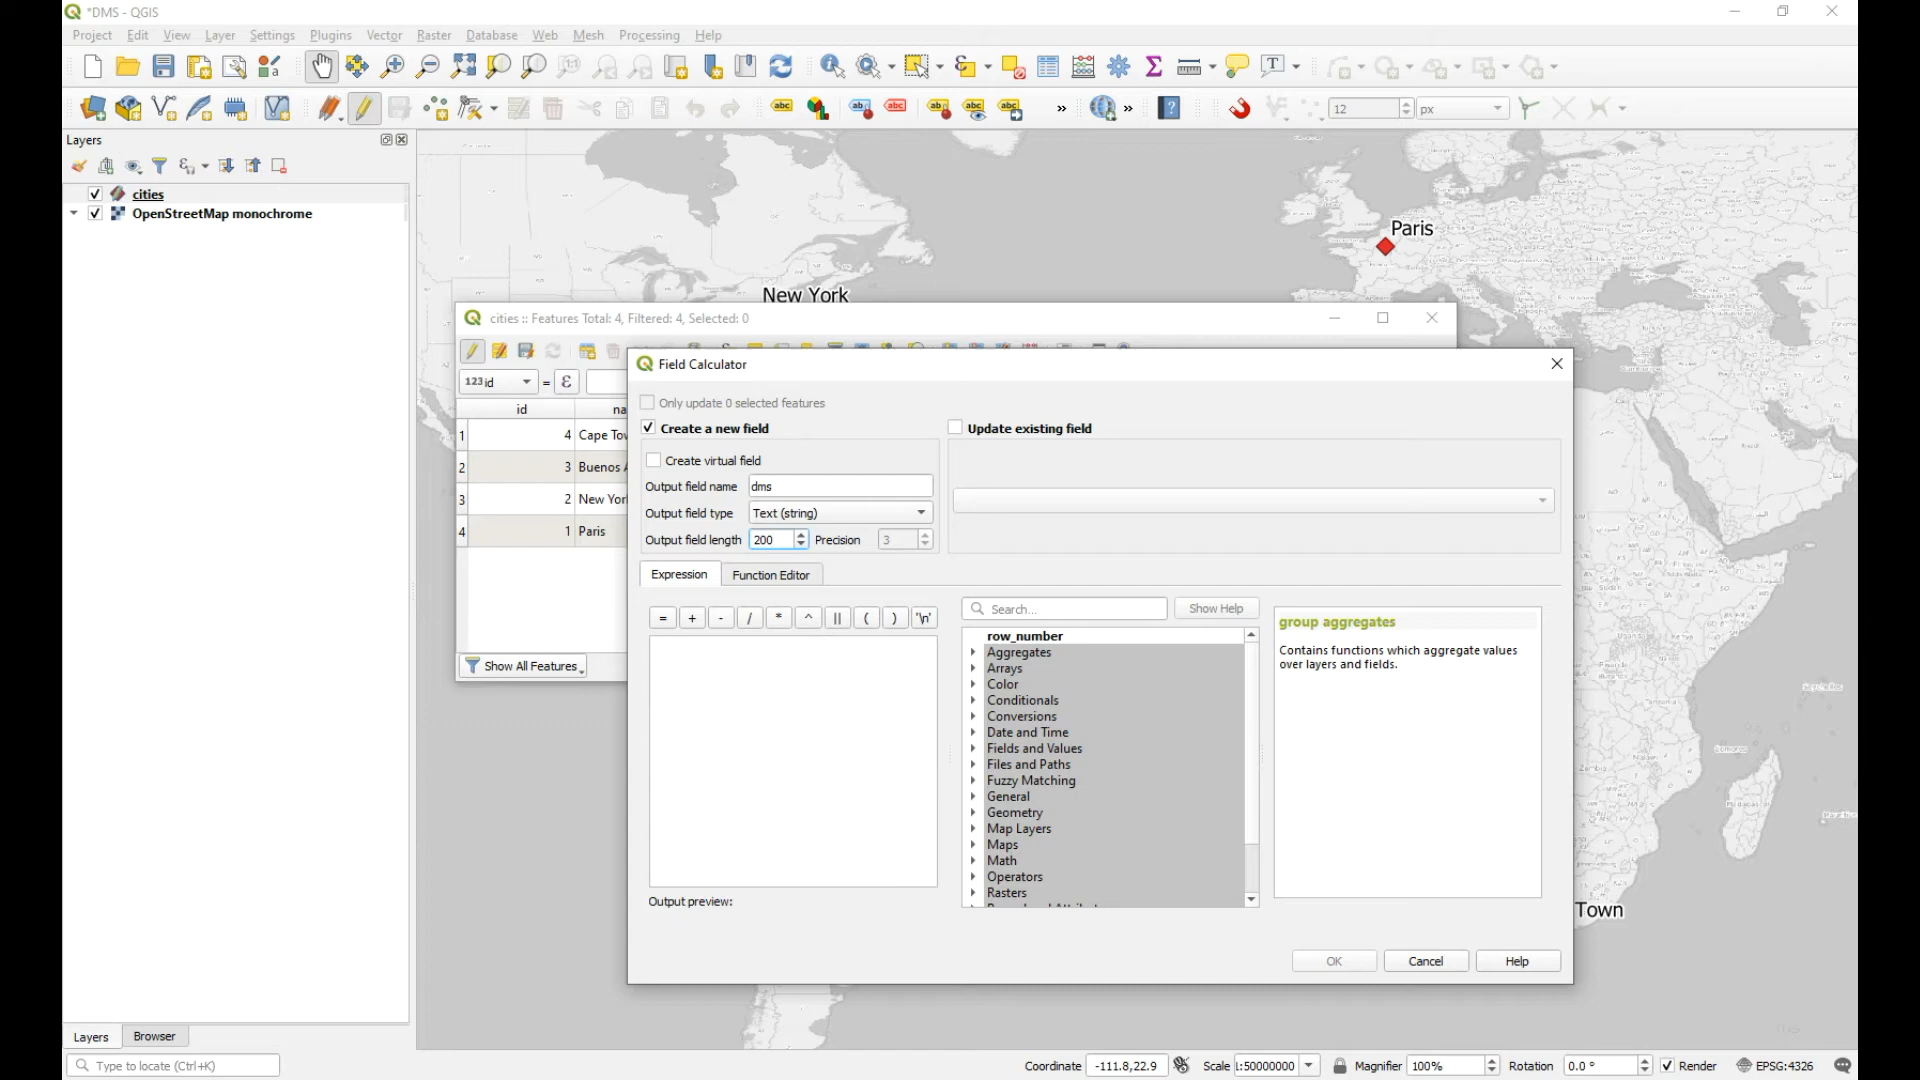 *DMS - QGIS
Project Edit View Layer Settings Plugins Vector Raster Database Web Mesh Processing Help
12 px
Layers
cities
OpenStreetMap monochrome
Paris
New York
cities :: Features Total: 4, Filtered: 4, Selected: 0
123 id = ε
id na
1 4 Cape Tov
2 3 Buenos A
3 2 New Yor
4 1 Paris
Show All Features
Field Calculator
Only update 0 selected features
Create a new field
Update existing field
Create virtual field
Output field name dms
Output field type Text (string)
Output field length 200 Precision 3
Expression Function Editor
= + - / * ^ || ( ) '\n'
Search... Show Help
row_number
Aggregates
Arrays
Color
Conditionals
Conversions
Date and Time
Fields and Values
Files and Paths
Fuzzy Matching
General
Geometry
Map Layers
Maps
Math
Operators
Rasters
group aggregates
Contains functions which aggregate values
over layers and fields.
Output preview:
OK Cancel Help
Town
Layers Browser
Type to locate (Ctrl+K)
Coordinate -111.8,22.9 Scale 1:50000000 Magnifier 100% Rotation 0.0 ° Render EPSG:4326